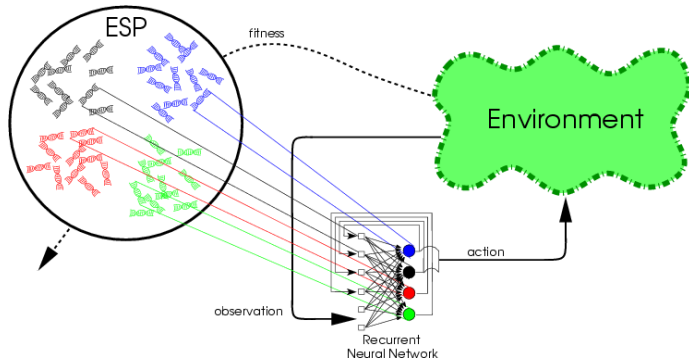 ESP
fitness
Environment
observation
action
Recurrent
Neural Network